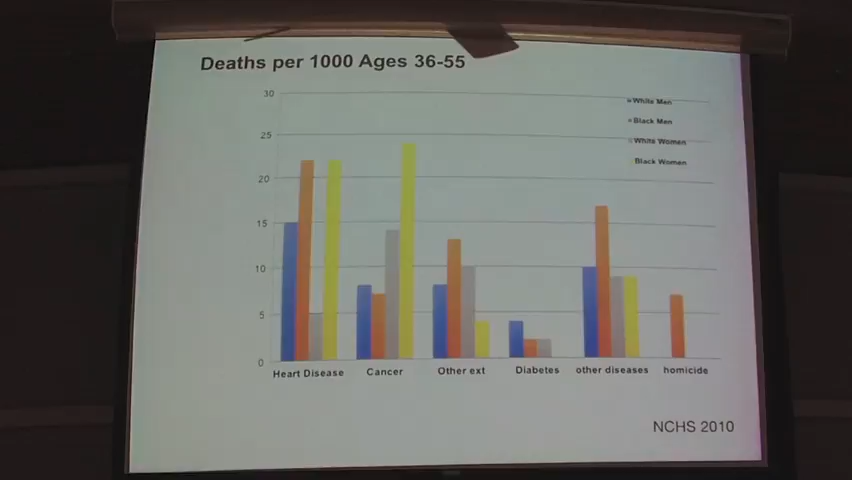 Deaths per 1000 Ages 36-55
30
25
20
15
10
5
0
White Men
Black Men
White Women
Black Women
Heart Disease
Cancer
Other ext
Diabetes
other diseases
homicide
NCHS 2010